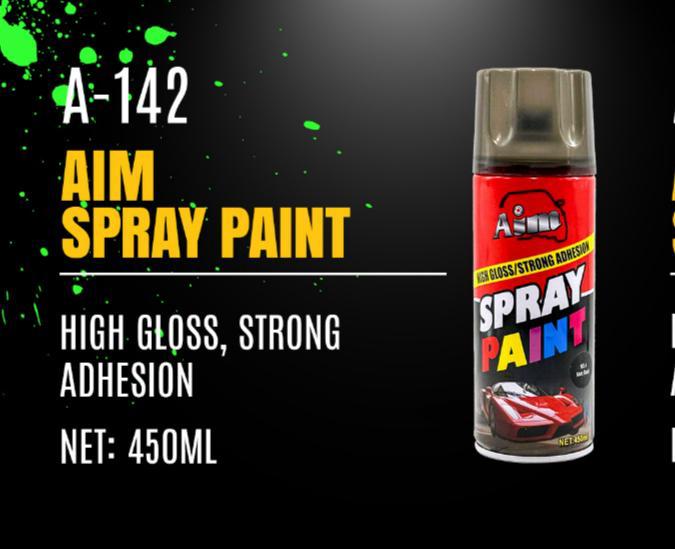 A-142
AIM
SPRAY PAINT
HIGH GLOSS, STRONG
ADHESION
NET: 450ML
Aim
HIGH GLOSS/STRONG ADHESION
SPRAY
PAINT
NET:450ml